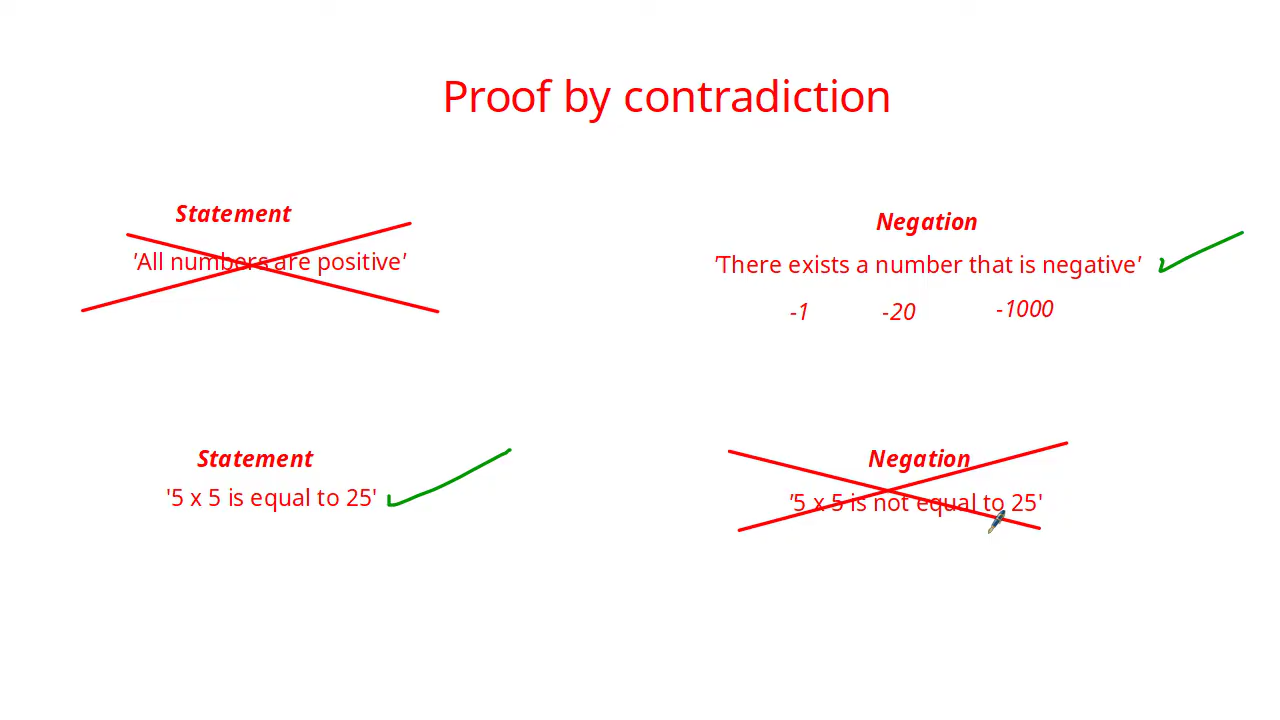 Proof by contradiction
Statement
'All numbers are positive'
Negation
'There exists a number that is negative'
-1 -20 -1000
Statement
'5 x 5 is equal to 25'
Negation
'5 x 5 is not equal to 25'